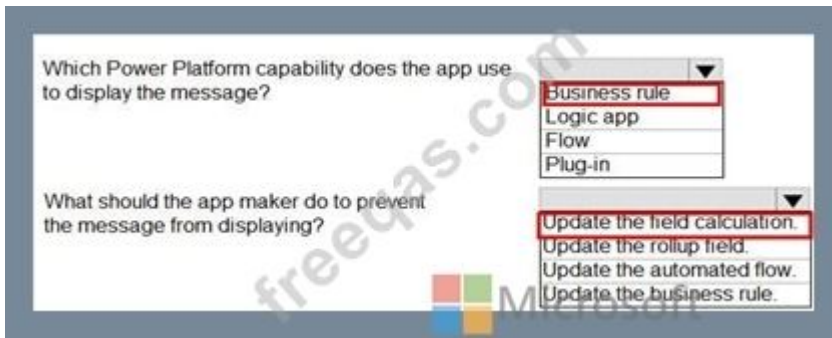 Which Power Platform capability does the app use
to display the message?
Business rule
Logic app
Flow
Plug-in
What should the app maker do to prevent
the message from displaying?
Update the field calculation.
Update the rollup field.
Update the automated flow.
Update the business rule.
freeqas.com
Microsoft